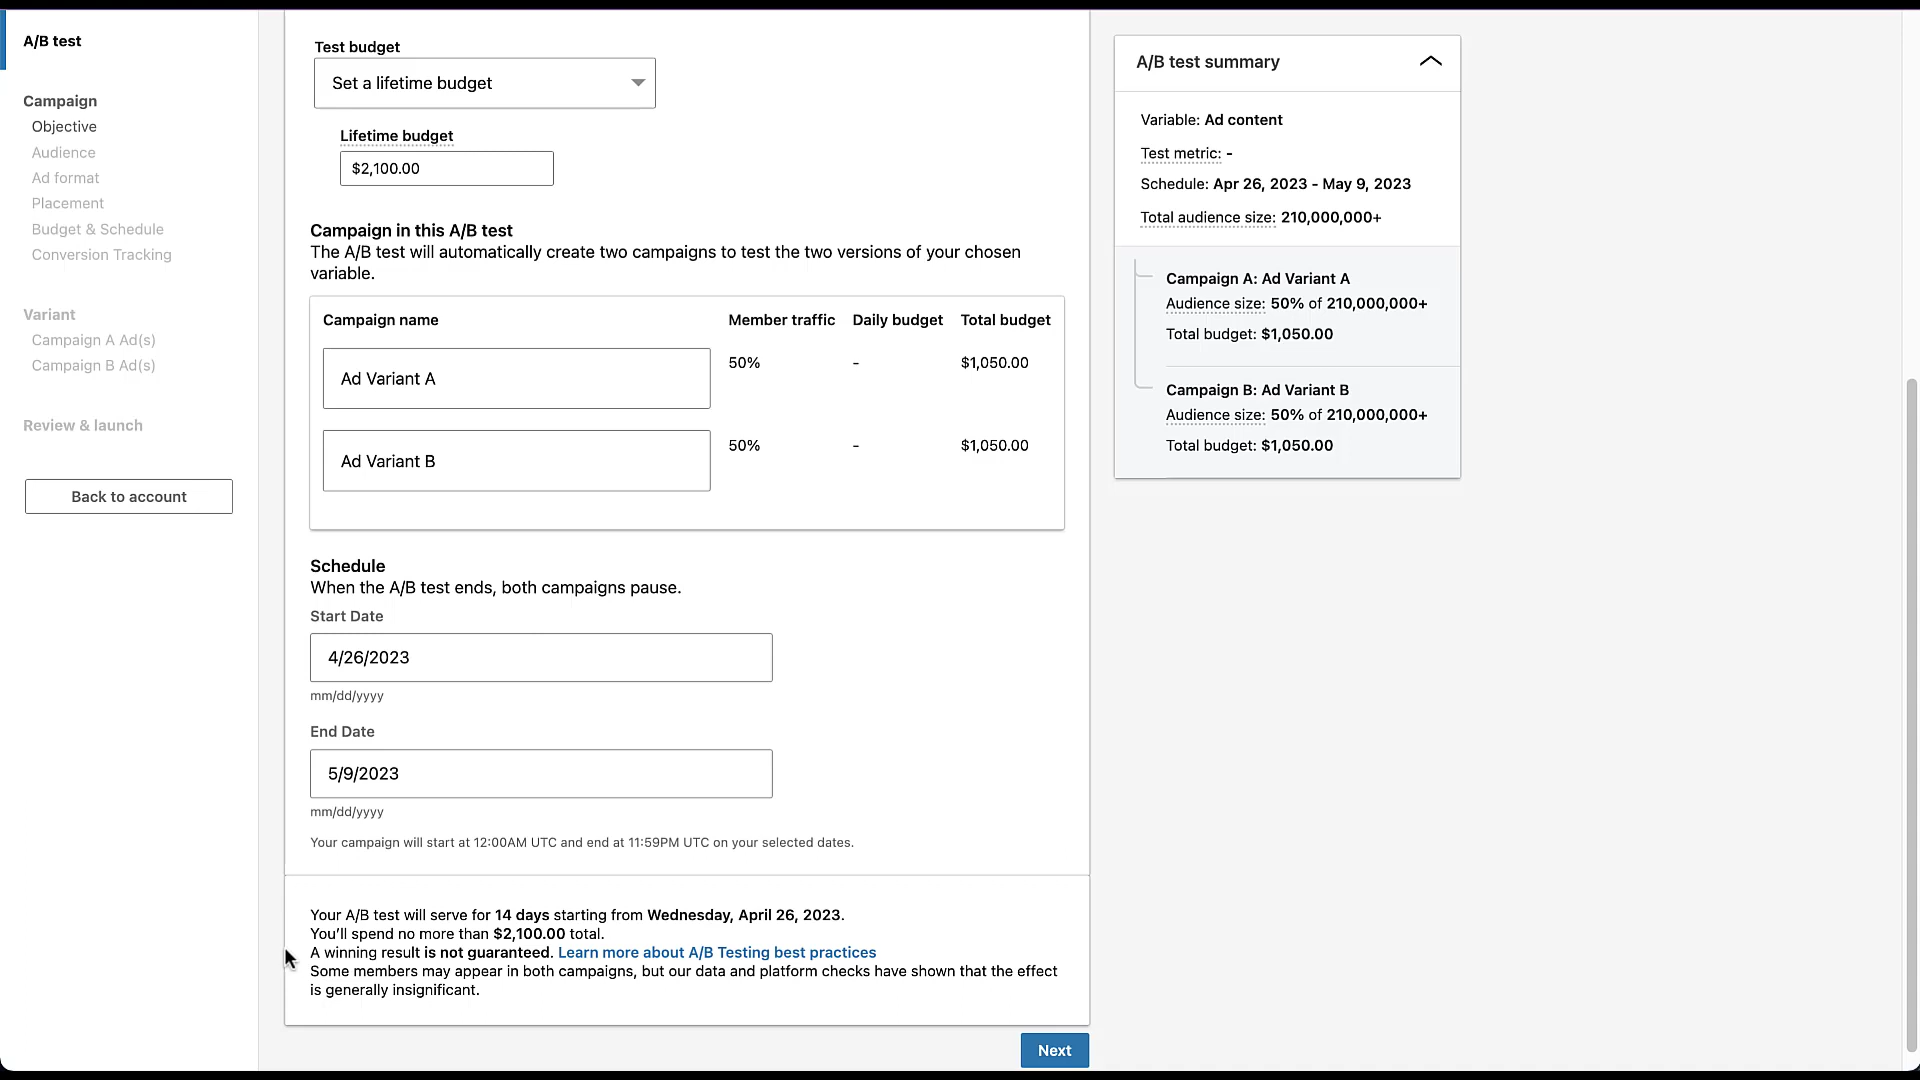 A/B test
Campaign
Objective
Audience
Ad format
Placement
Budget & Schedule
Conversion Tracking
Variant
Campaign A Ad(s)
Campaign B Ad(s)
Review & launch
Back to account
Test budget
Set a lifetime budget
Lifetime budget
$2,100.00
Campaign in this A/B test
The A/B test will automatically create two campaigns to test the two versions of your chosen
variable.
Campaign name Member traffic Daily budget Total budget
Ad Variant A 50% - $1,050.00
Ad Variant B 50% - $1,050.00
Schedule
When the A/B test ends, both campaigns pause.
Start Date
4/26/2023
mm/dd/yyyy
End Date
5/9/2023
mm/dd/yyyy
Your campaign will start at 12:00AM UTC and end at 11:59PM UTC on your selected dates.
Your A/B test will serve for 14 days starting from Wednesday, April 26, 2023.
You'll spend no more than $2,100.00 total.
A winning result is not guaranteed. Learn more about A/B Testing best practices
Some members may appear in both campaigns, but our data and platform checks have shown that the effect
is generally insignificant.
Next
A/B test summary
Variable: Ad content
Test metric: -
Schedule: Apr 26, 2023 - May 9, 2023
Total audience size: 210,000,000+
Campaign A: Ad Variant A
Audience size: 50% of 210,000,000+
Total budget: $1,050.00
Campaign B: Ad Variant B
Audience size: 50% of 210,000,000+
Total budget: $1,050.00